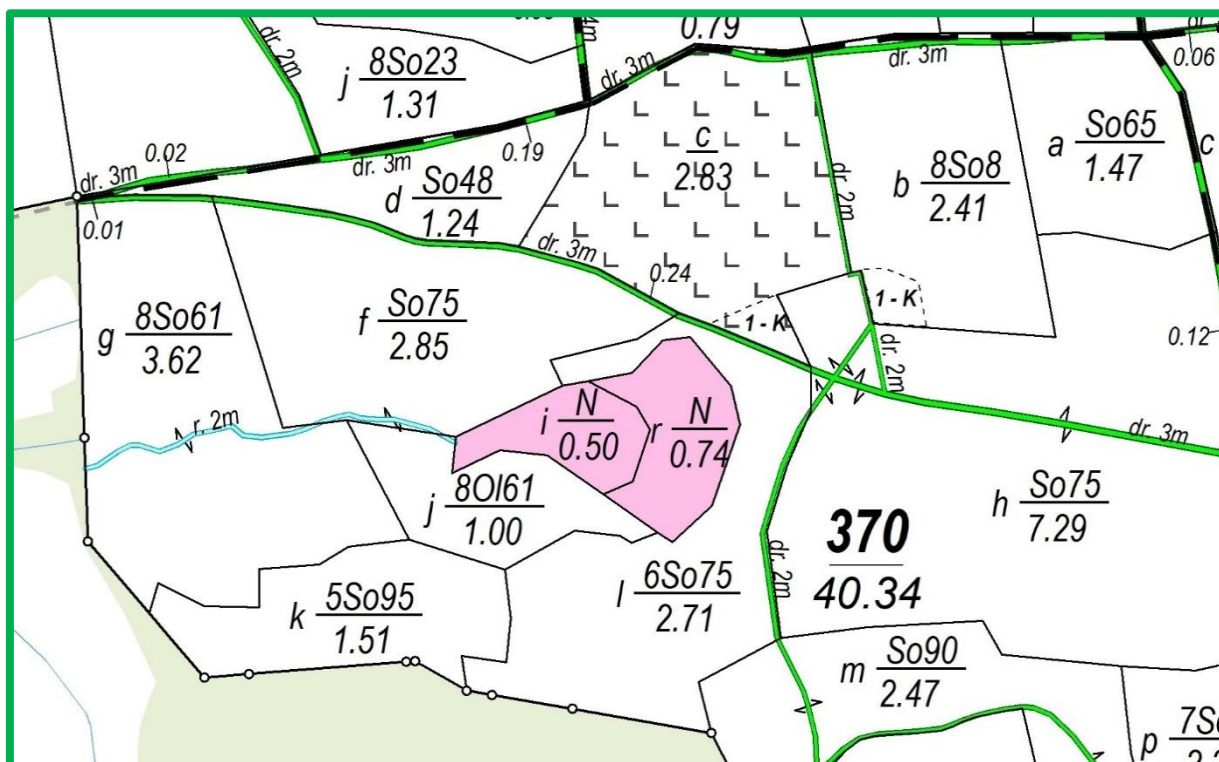 0.79
dr. 2m
j 8So23
1.31
4m
dr. 3m
dr. 3m
0.06
0.02
dr. 3m
dr. 3m
0.19
c
2.83
dr. 2m
b 8So8
2.41
a So65
1.47
c
d So48
1.24
0.01
dr. 3m
0.24
1 - K
1 - K
g 8So61
3.62
f So75
2.85
0.12
dr. 2m
i N
0.50
r N
0.74
r. 2m
dr. 3m
j 8Ol61
1.00
h So75
7.29
370
40.34
dr. 2m
k 5So95
1.51
l 6So75
2.71
m So90
2.47
p 7S